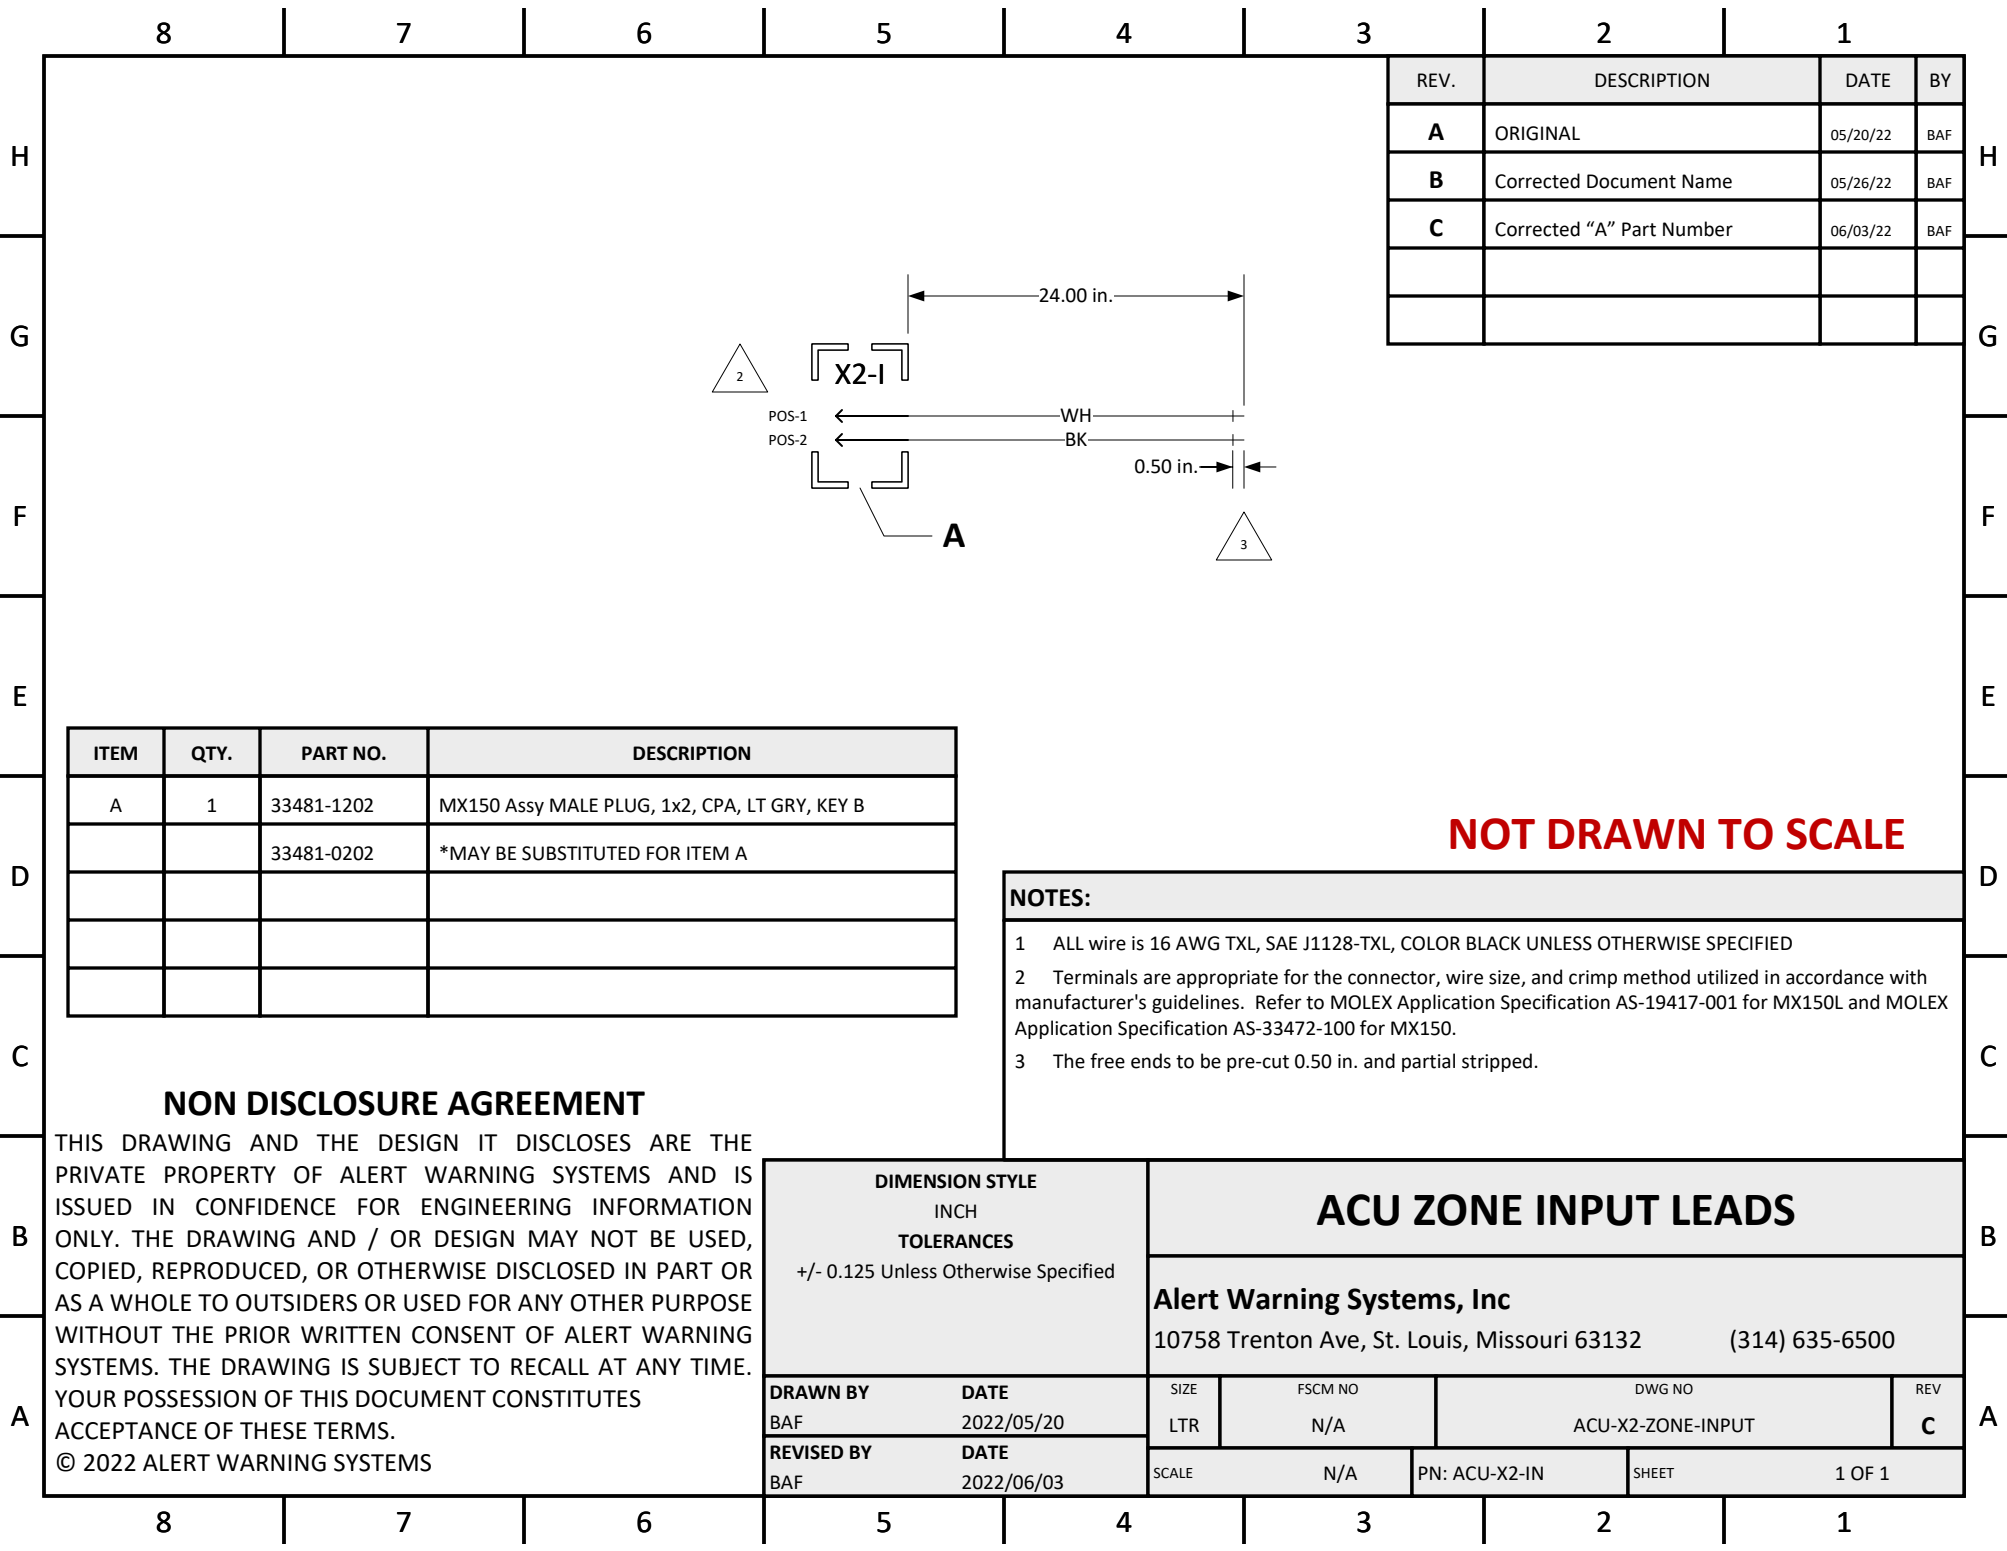 8 7 6 5 4 3 2 1
REV. DESCRIPTION DATE BY
A ORIGINAL 05/20/22 BAF
H H
B Corrected Document Name 05/26/22 BAF
C Corrected “A” Part Number 06/03/22 BAF
24.00 in.
G G
2
X2-I
POS-1 WH
POS-2 BK
0.50 in.
F F
A
3
E E
ITEM QTY. PART NO. DESCRIPTION
A 1 33481-1202 MX150 Assy MALE PLUG, 1x2, CPA, LT GRY, KEY B
33481-0202 *MAY BE SUBSTITUTED FOR ITEM A
NOT DRAWN TO SCALE
D D
NOTES:
1 ALL wire is 16 AWG TXL, SAE J1128-TXL, COLOR BLACK UNLESS OTHERWISE SPECIFIED
2 Terminals are appropriate for the connector, wire size, and crimp method utilized in accordance with
manufacturer's guidelines. Refer to MOLEX Application Specification AS-19417-001 for MX150L and MOLEX
Application Specification AS-33472-100 for MX150.
3 The free ends to be pre-cut 0.50 in. and partial stripped.
C C
NON DISCLOSURE AGREEMENT
THIS DRAWING AND THE DESIGN IT DISCLOSES ARE THE
PRIVATE PROPERTY OF ALERT WARNING SYSTEMS AND IS
ISSUED IN CONFIDENCE FOR ENGINEERING INFORMATION
ONLY. THE DRAWING AND / OR DESIGN MAY NOT BE USED,
COPIED, REPRODUCED, OR OTHERWISE DISCLOSED IN PART OR
AS A WHOLE TO OUTSIDERS OR USED FOR ANY OTHER PURPOSE
WITHOUT THE PRIOR WRITTEN CONSENT OF ALERT WARNING
SYSTEMS. THE DRAWING IS SUBJECT TO RECALL AT ANY TIME.
YOUR POSSESSION OF THIS DOCUMENT CONSTITUTES
ACCEPTANCE OF THESE TERMS.
© 2022 ALERT WARNING SYSTEMS
B B
DIMENSION STYLE
INCH
TOLERANCES
+/- 0.125 Unless Otherwise Specified
ACU ZONE INPUT LEADS
Alert Warning Systems, Inc
10758 Trenton Ave, St. Louis, Missouri 63132 (314) 635-6500
A A
DRAWN BY DATE
BAF 2022/05/20
REVISED BY DATE
BAF 2022/06/03
SIZE FSCM NO DWG NO REV
LTR N/A ACU-X2-ZONE-INPUT C
SCALE N/A PN: ACU-X2-IN SHEET 1 OF 1
8 7 6 5 4 3 2 1